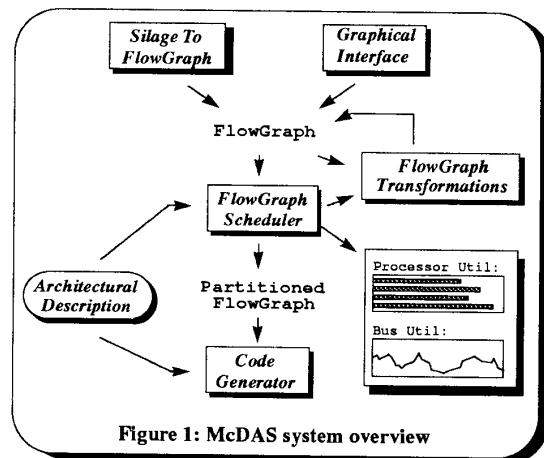 Silage To
FlowGraph
Graphical
Interface
FlowGraph
FlowGraph
Transformations
FlowGraph
Scheduler
Processor Util:
Architectural
Description
Partitioned
FlowGraph
Bus Util:
Code
Generator
Figure 1: McDAS system overview